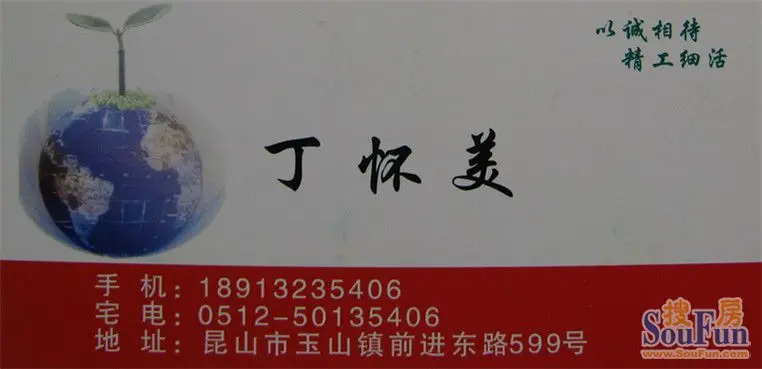 以诚相待
精工细活
丁怀美
手 机：18913235406
宅 电：0512-50135406
地 址：昆山市玉山镇前进东路599号
搜房
SouFun
www.SouFun.com